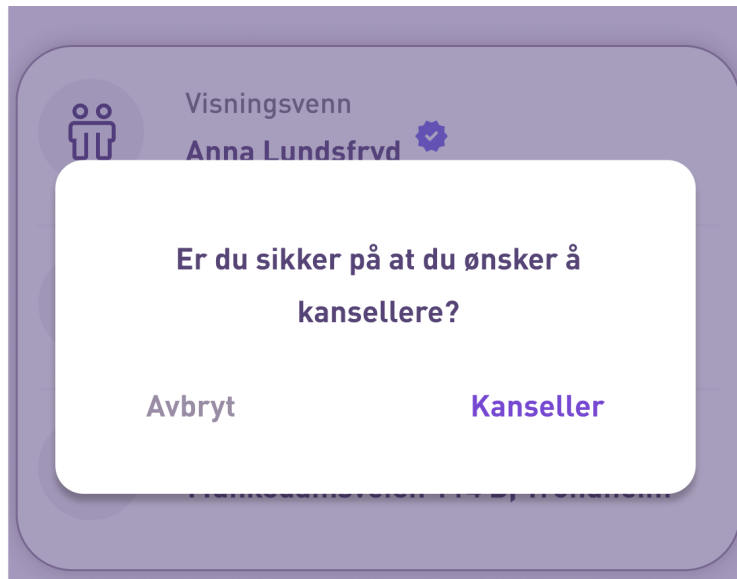 Visningsvenn
Anna Lundsfryd
Er du sikker på at du ønsker å
kansellere?
Avbryt
Kanseller